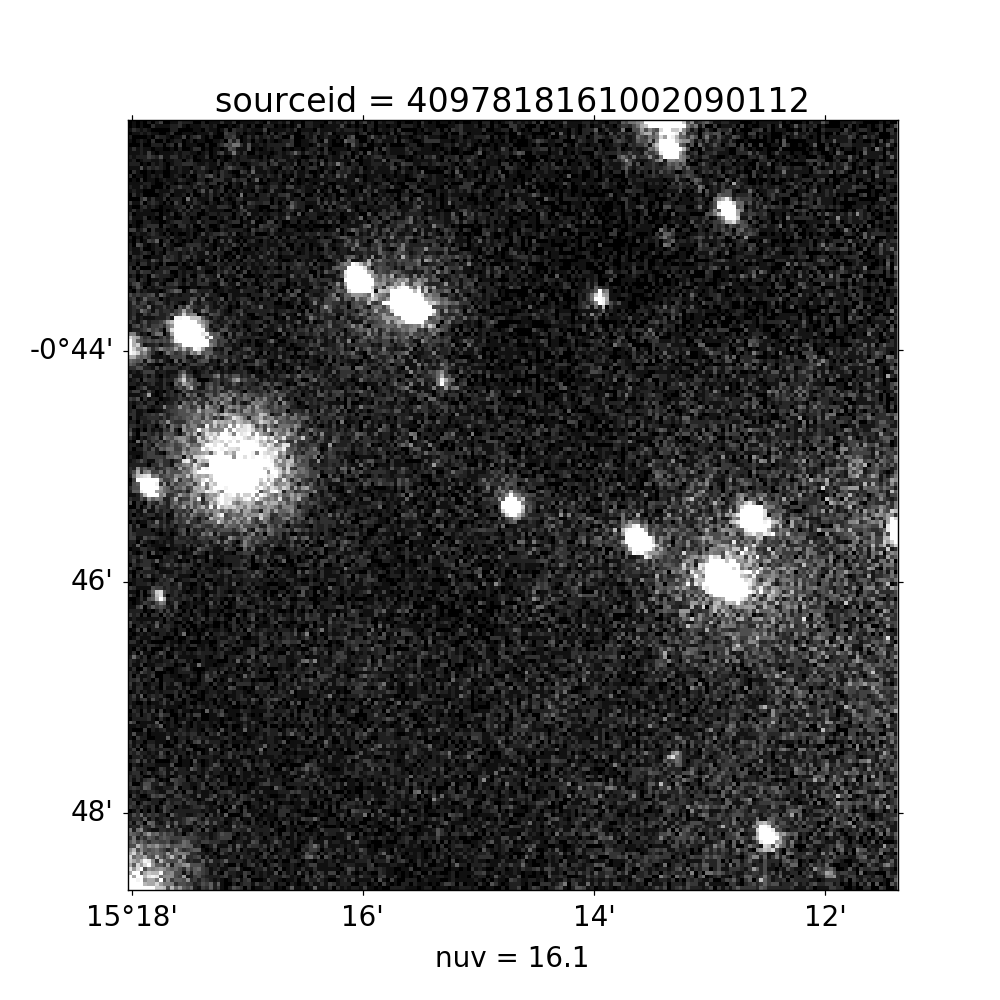 sourceid = 4097818161002090112
-0°44'
46'
48'
15°18' 16' 14' 12'
nuv = 16.1